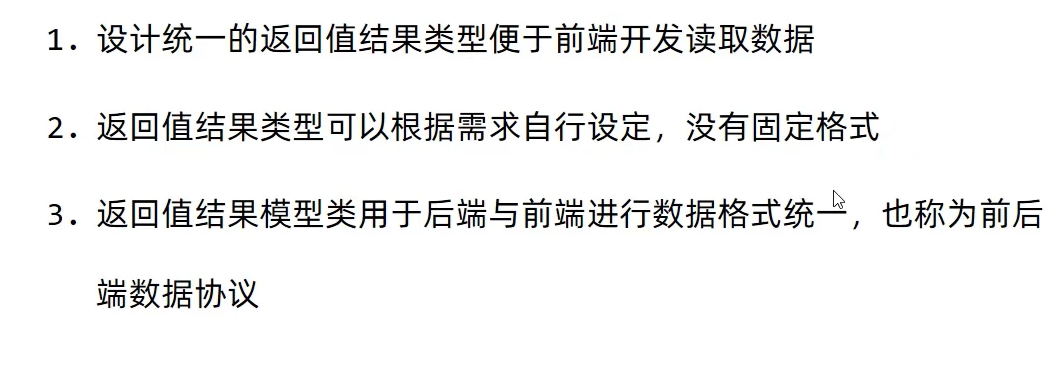 1. 设计统一的返回值结果类型便于前端开发读取数据
2. 返回值结果类型可以根据需求自行设定，没有固定格式
3. 返回值结果模型类用于后端与前端进行数据格式统一，也称为前后
端数据协议